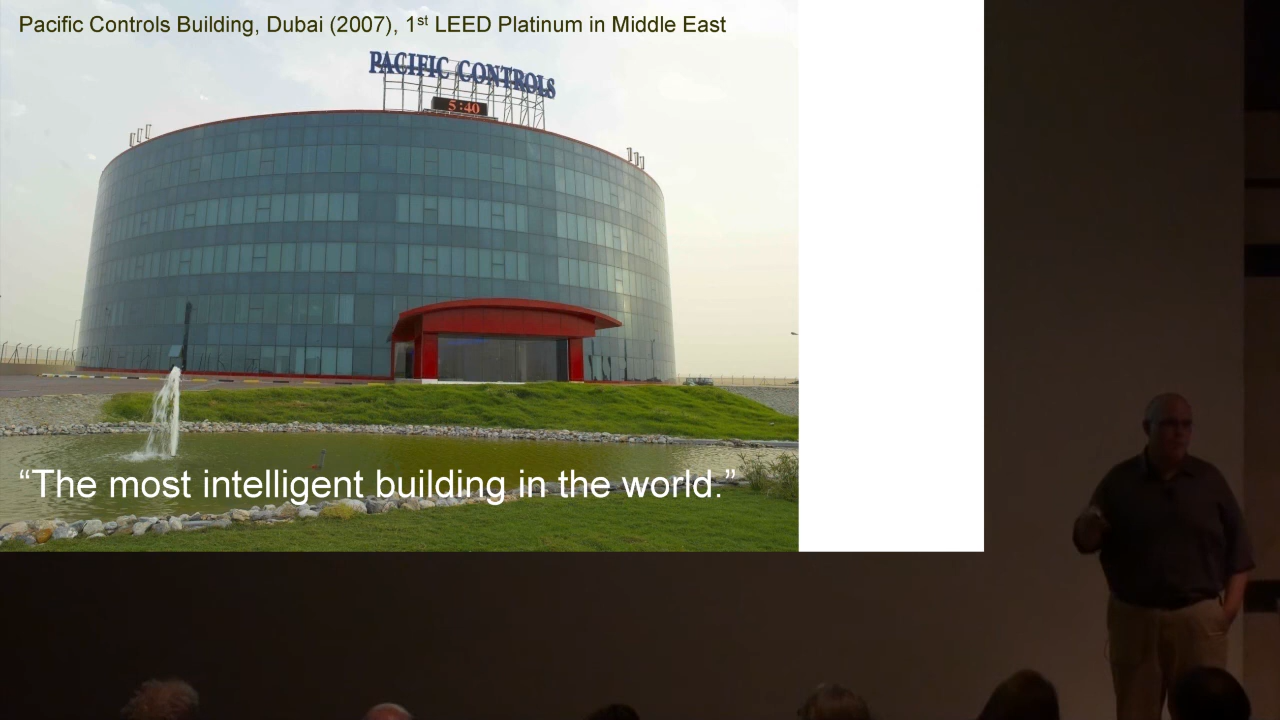 Pacific Controls Building, Dubai (2007), 1st LEED Platinum in Middle East
PACIFIC CONTROLS
5:40
“The most intelligent building in the world.”